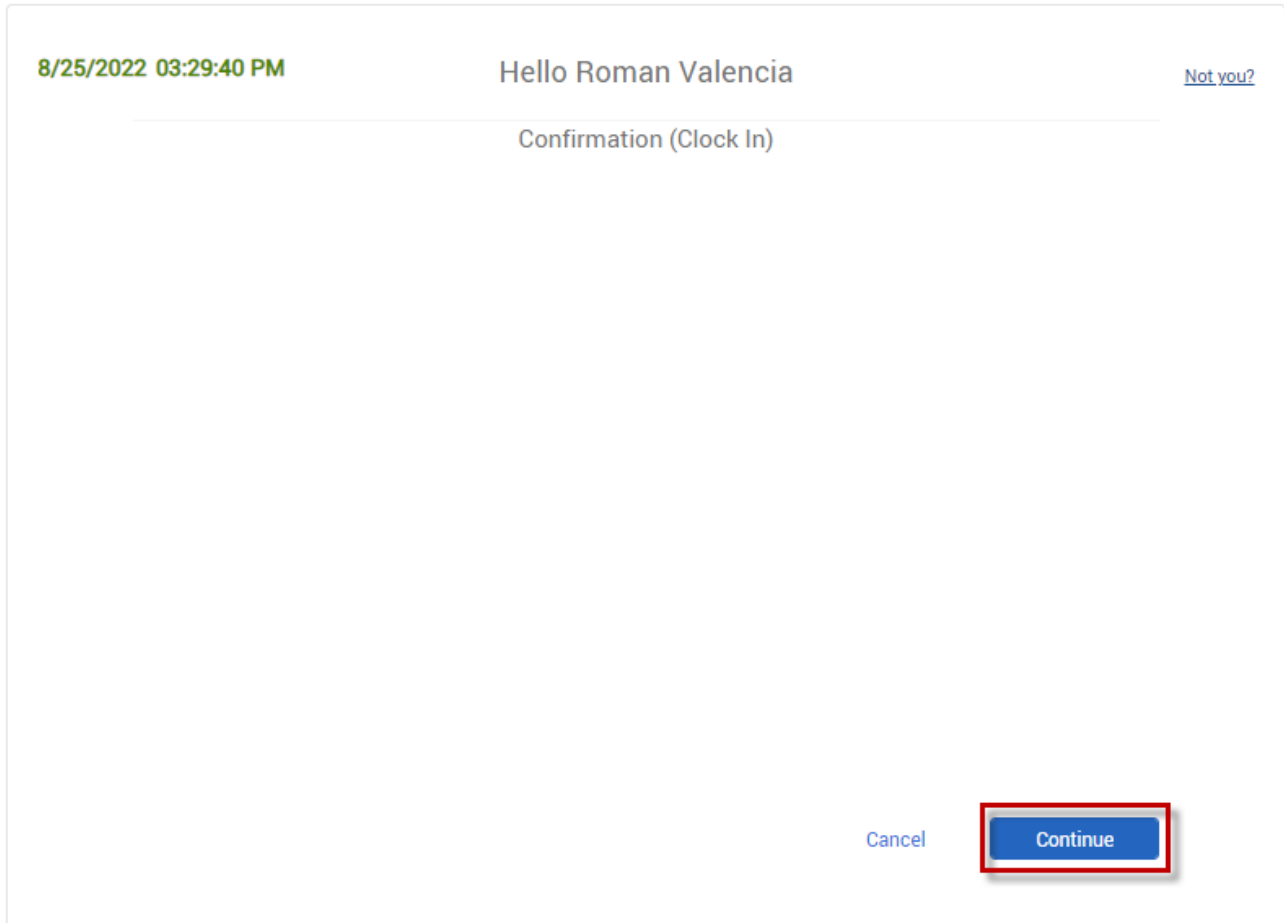 8/25/2022 03:29:40 PM
Hello Roman Valencia
Not you?
Confirmation (Clock In)
Cancel
Continue